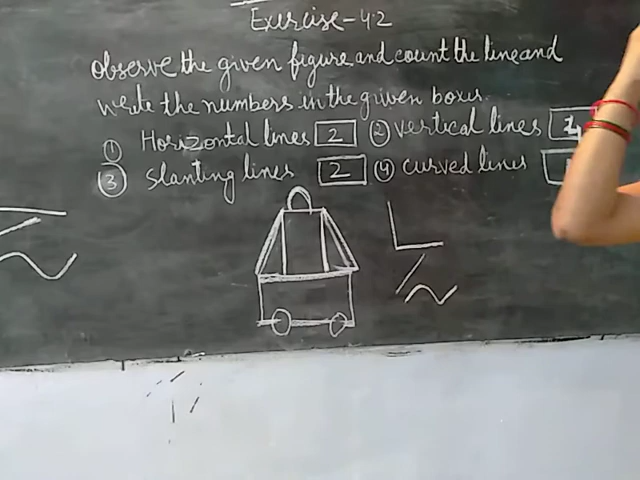 Exercise-4.2
Observe the given figure and count the line and
write the numbers in the given boxes.
① Horizontal lines 2 ② vertical lines 4
③ slanting lines 2 ④ curved lines